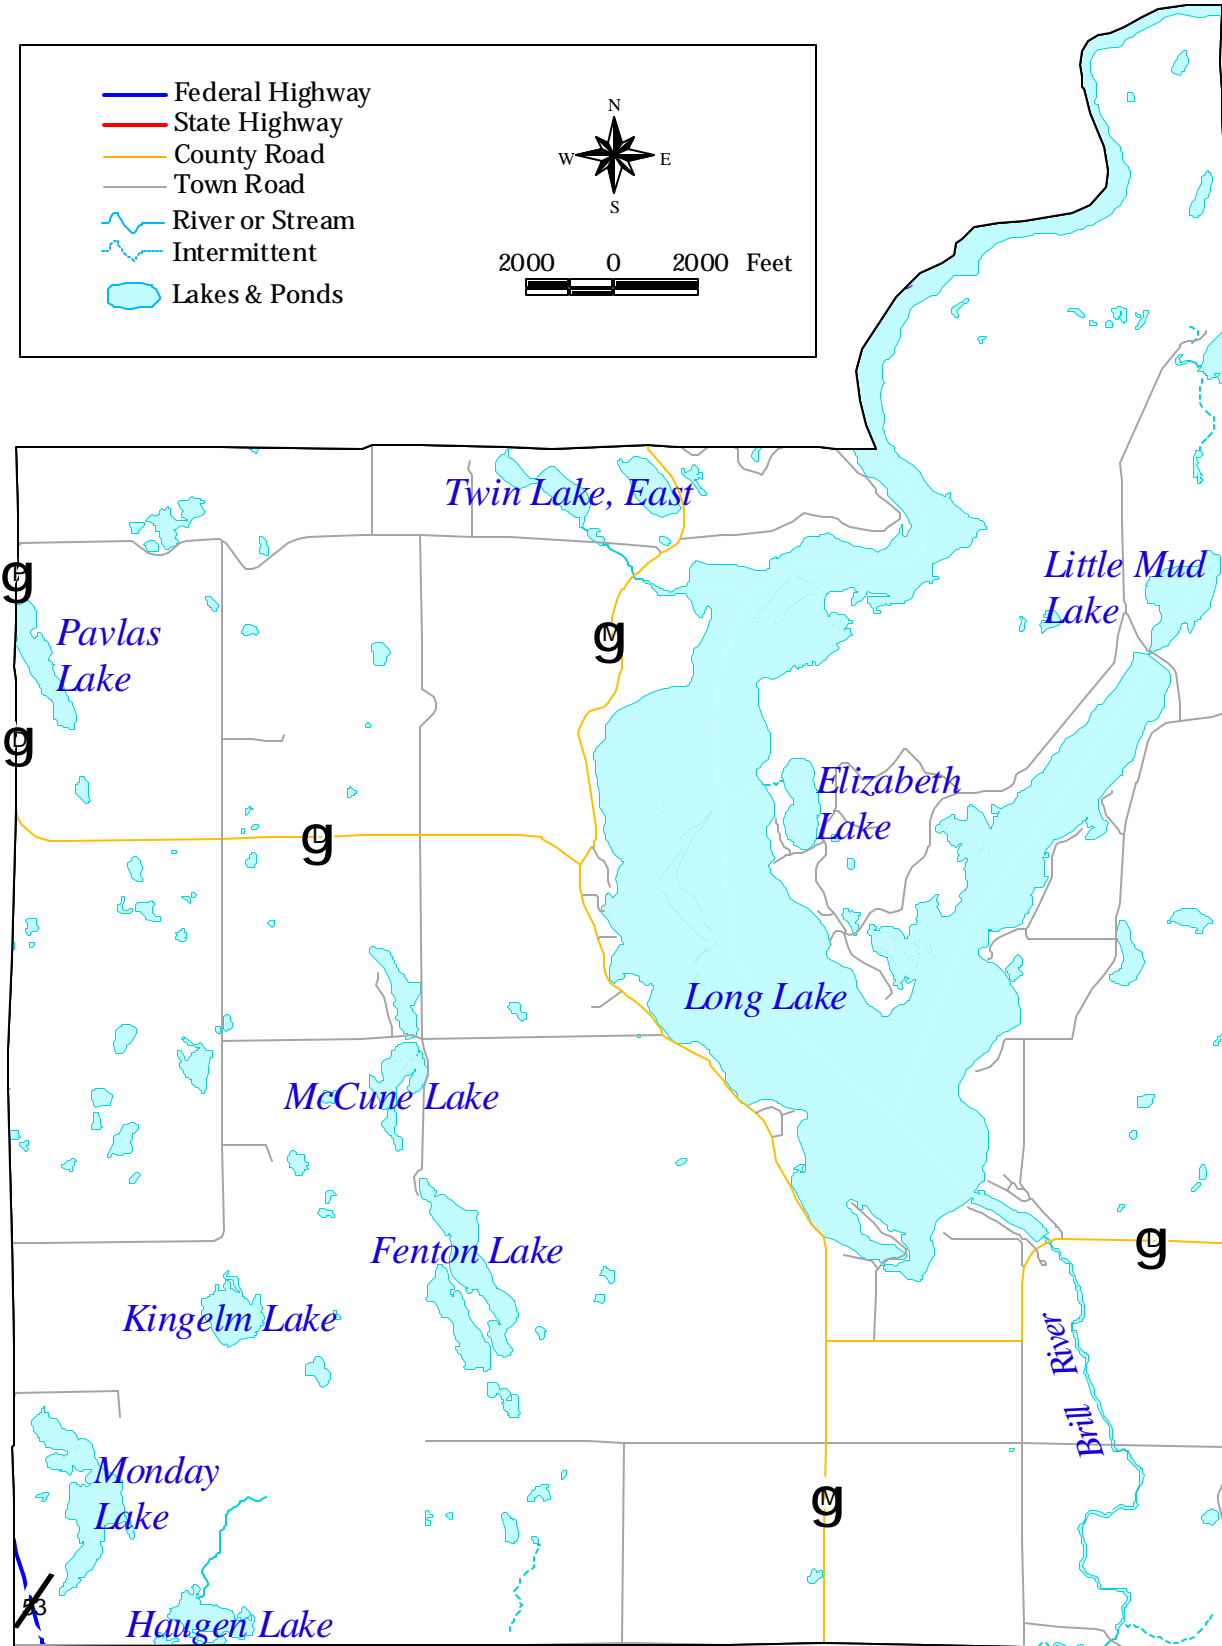 Federal Highway
State Highway
County Road
Town Road
River or Stream
Intermittent
Lakes & Ponds
N
W E
S
2000 0 2000 Feet
Twin Lake, East
Little Mud
Lake
g
Pavlas
Lake
g
M
g
D
Elizabeth
Lake
g
Long Lake
McCune Lake
g
D
Fenton Lake
Kingelm Lake
Brill River
Monday
Lake
g
M
53
Haugen Lake